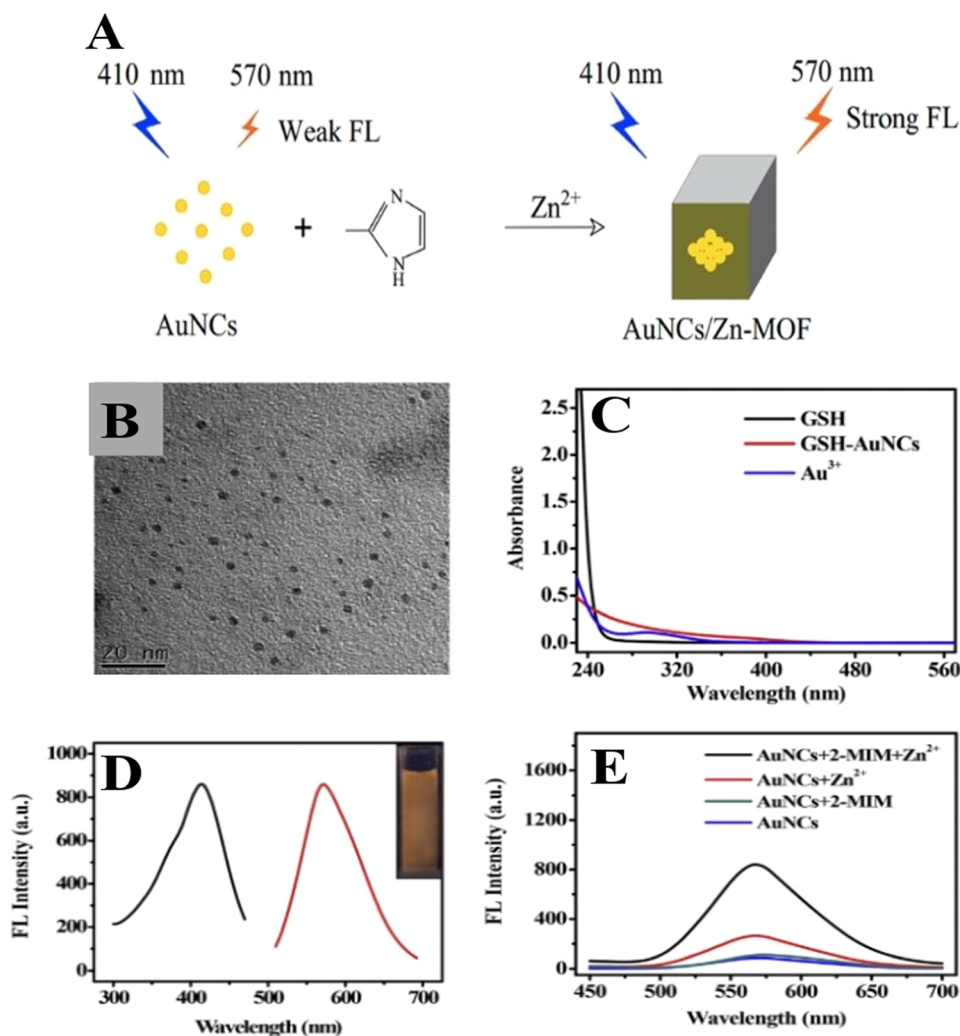 A
410 nm
570 nm
Weak FL
AuNCs
+
N
N
H
Zn²⁺
410 nm
570 nm
Strong FL
AuNCs/Zn-MOF
B
20 nm
C
GSH
GSH-AuNCs
Au³⁺
Absorbance
2.5
2.0
1.5
1.0
0.5
0.0
240 320 400 480 560
Wavelength (nm)
D
FL Intensity (a.u.)
1000
800
600
400
200
0
300 400 500 600 700
Wavelength (nm)
E
AuNCs+2-MIM+Zn²⁺
AuNCs+Zn²⁺
AuNCs+2-MIM
AuNCs
FL Intensity (a.u.)
1600
1200
800
400
0
450 500 550 600 650 700
Wavelength (nm)